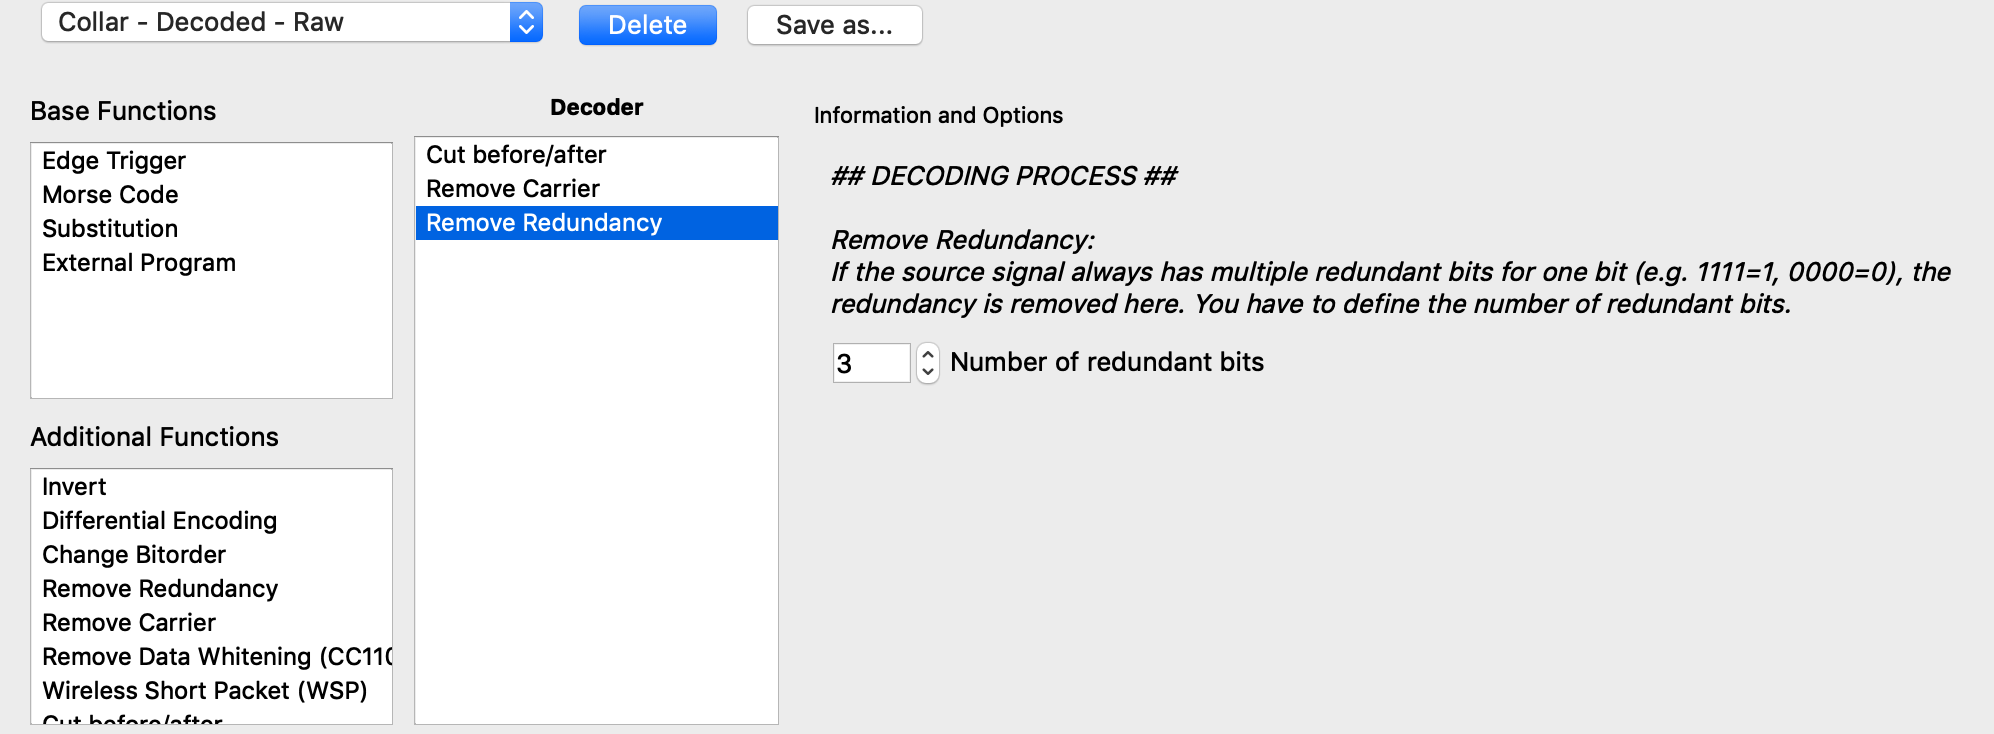 Collar - Decoded - Raw
Delete
Save as...
Base Functions
Edge Trigger
Morse Code
Substitution
External Program
Additional Functions
Invert
Differential Encoding
Change Bitorder
Remove Redundancy
Remove Carrier
Remove Data Whitening (CC110
Wireless Short Packet (WSP)
Cut before/after
Decoder
Cut before/after
Remove Carrier
Remove Redundancy
Information and Options
## DECODING PROCESS ##
Remove Redundancy:
If the source signal always has multiple redundant bits for one bit (e.g. 1111=1, 0000=0), the
redundancy is removed here. You have to define the number of redundant bits.
3 Number of redundant bits